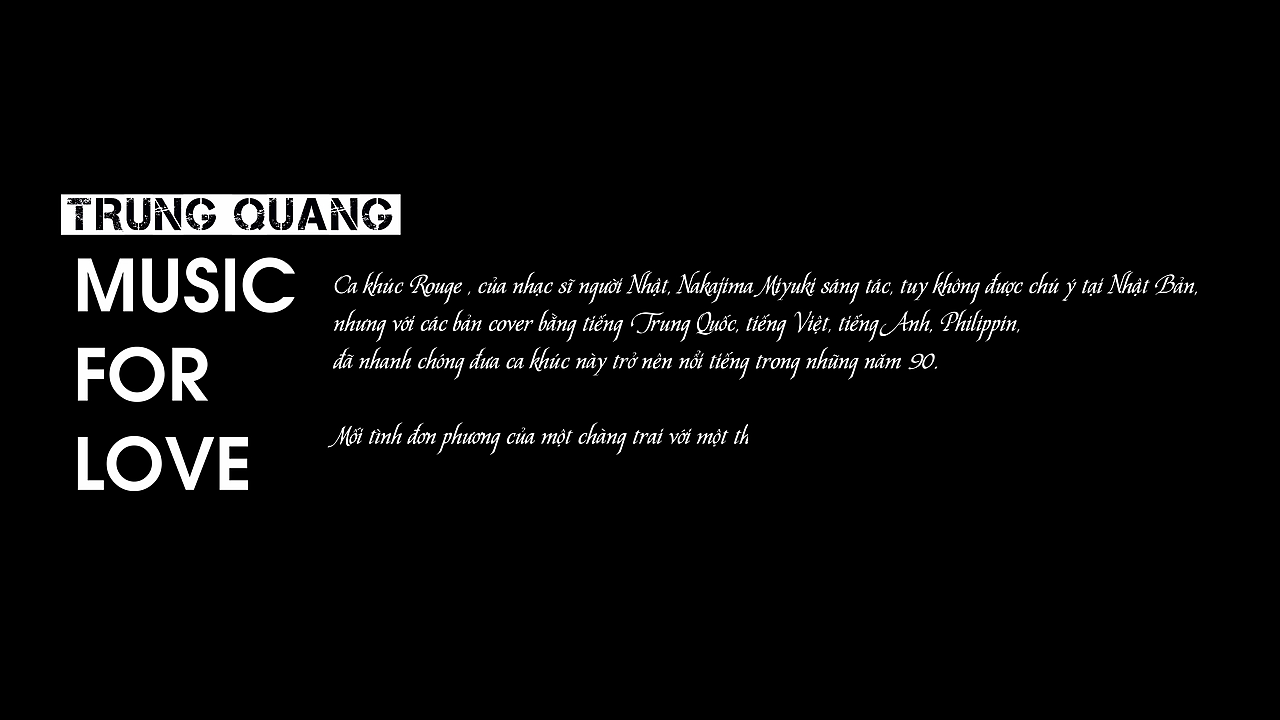 TRUNG QUANG
MUSIC
FOR
LOVE
Ca khúc Rouge , của nhạc sĩ người Nhật, Nakajima Miyuki sáng tác, tuy không được chú ý tại Nhật Bản,
nhưng với các bản cover bằng tiếng Trung Quốc, tiếng Việt, tiếng Anh, Philippin,
đã nhanh chóng đưa ca khúc này trở nên nổi tiếng trong những năm 90.
Mối tình đơn phương của một chàng trai với một th